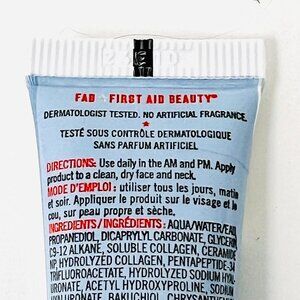 FAB + FIRST AID BEAUTY®
DERMATOLOGIST TESTED. NO ARTIFICIAL FRAGRANCE.
★
TESTÉ SOUS CONTRÔLE DERMATOLOGIQUE
SANS PARFUM ARTIFICIEL
DIRECTIONS: Use daily in the AM and PM. Apply
product to a clean, dry face and neck.
MODE D'EMPLOI: utiliser tous les jours, matin
et soir. Appliquer le produit sur le visage et le
cou, sur peau propre et sèche.
INGREDIENTS/INGRÉDIENTS: AQUA/WATER/EAU,
PROPANEDIOL, DICAPRYLYL CARBONATE, GLYCERIN,
C9-12 ALKANE, SOLUBLE COLLAGEN, CERAMIDE
NP, HYDROLYZED COLLAGEN, PENTAPEPTIDE-34
TRIFLUOROACETATE, HYDROLYZED SODIUM HYAL-
URONATE, ACETYL HYDROXYPROLINE, SODIUM
HYALURONATE, BAKUCHIOL,